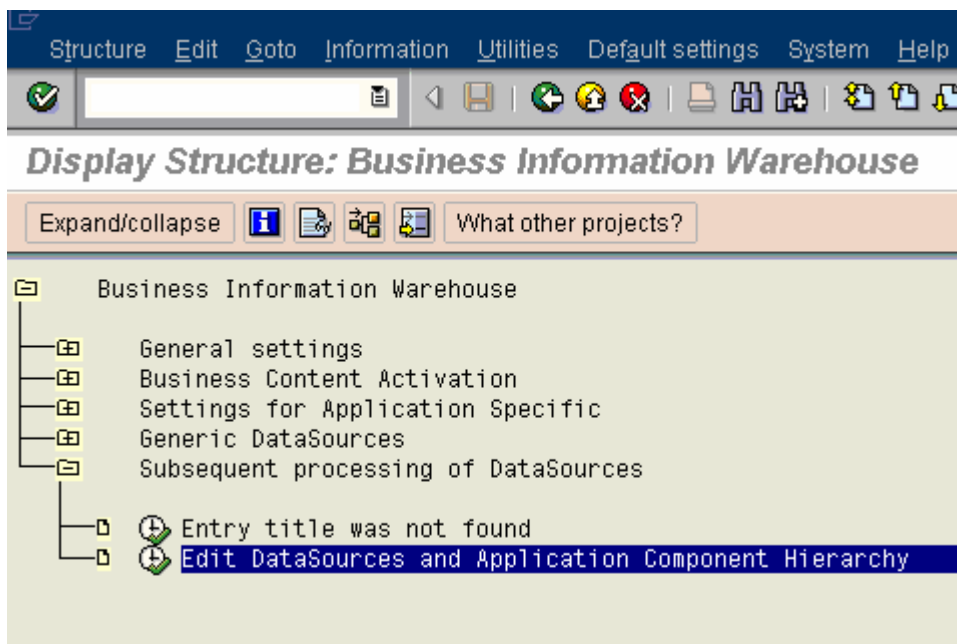 Structure Edit Goto Information Utilities Default settings System Help
Display Structure: Business Information Warehouse
Expand/collapse What other projects?
Business Information Warehouse
General settings
Business Content Activation
Settings for Application Specific
Generic DataSources
Subsequent processing of DataSources
Entry title was not found
Edit DataSources and Application Component Hierarchy